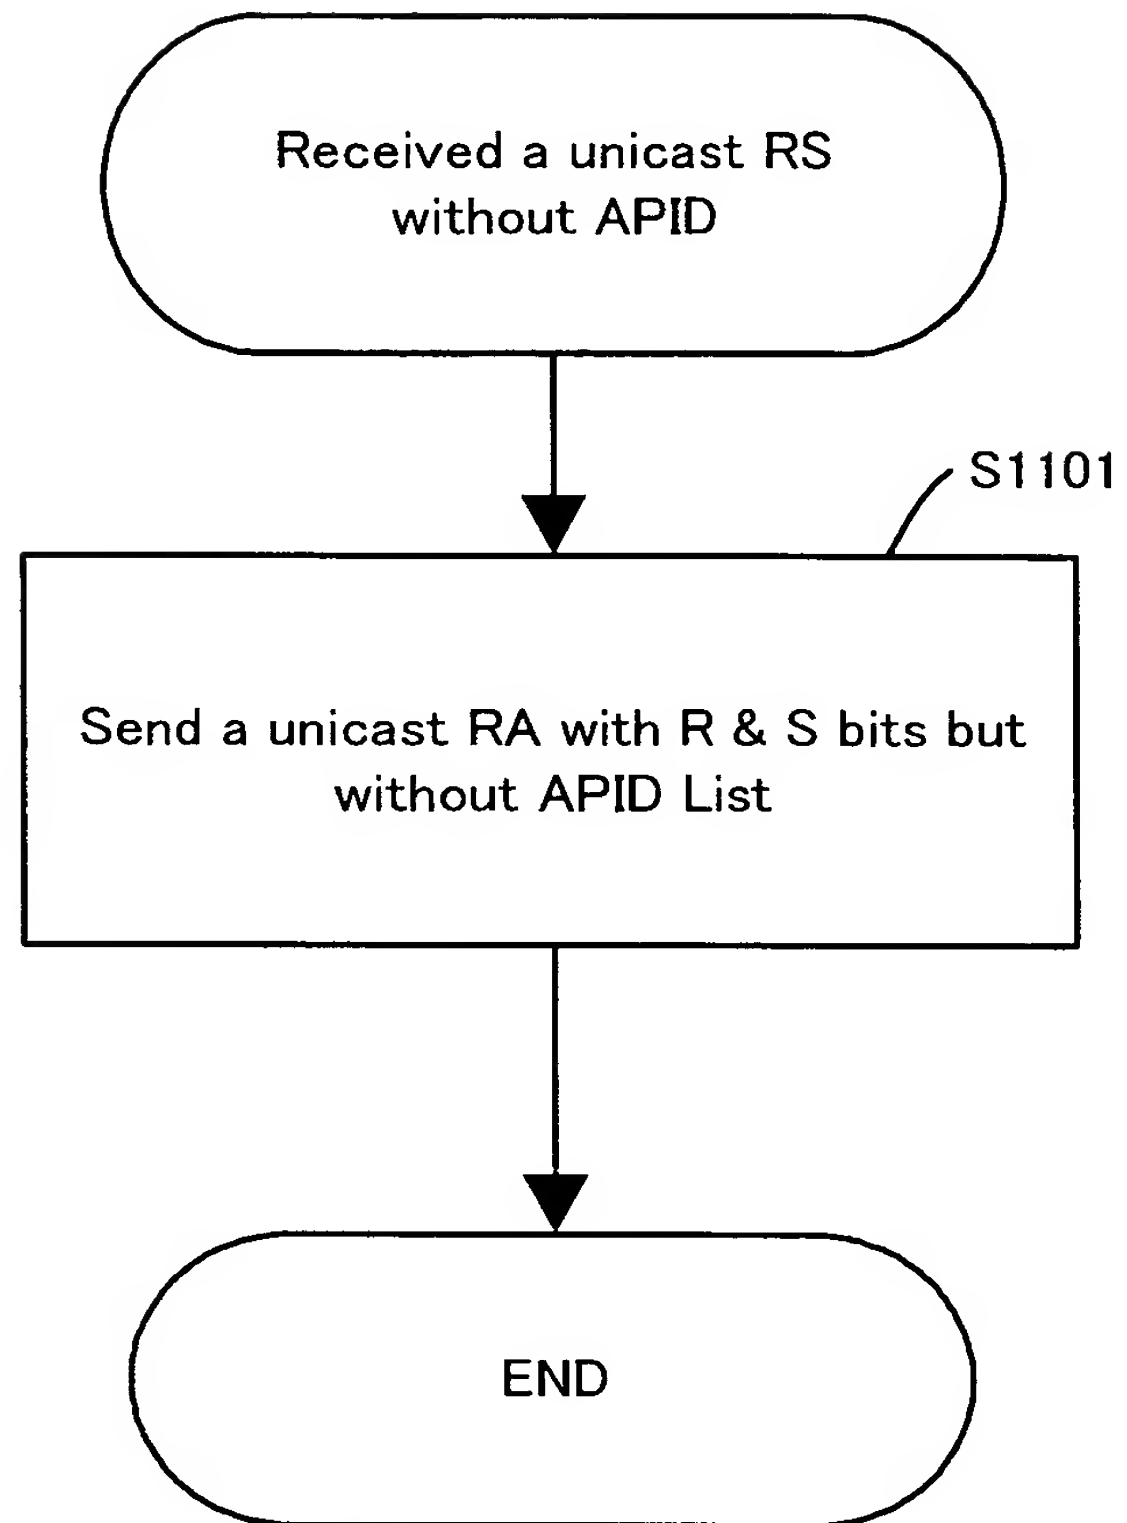 Received a unicast RS
without APID
S1101
Send a unicast RA with R & S bits but
without APID List
END